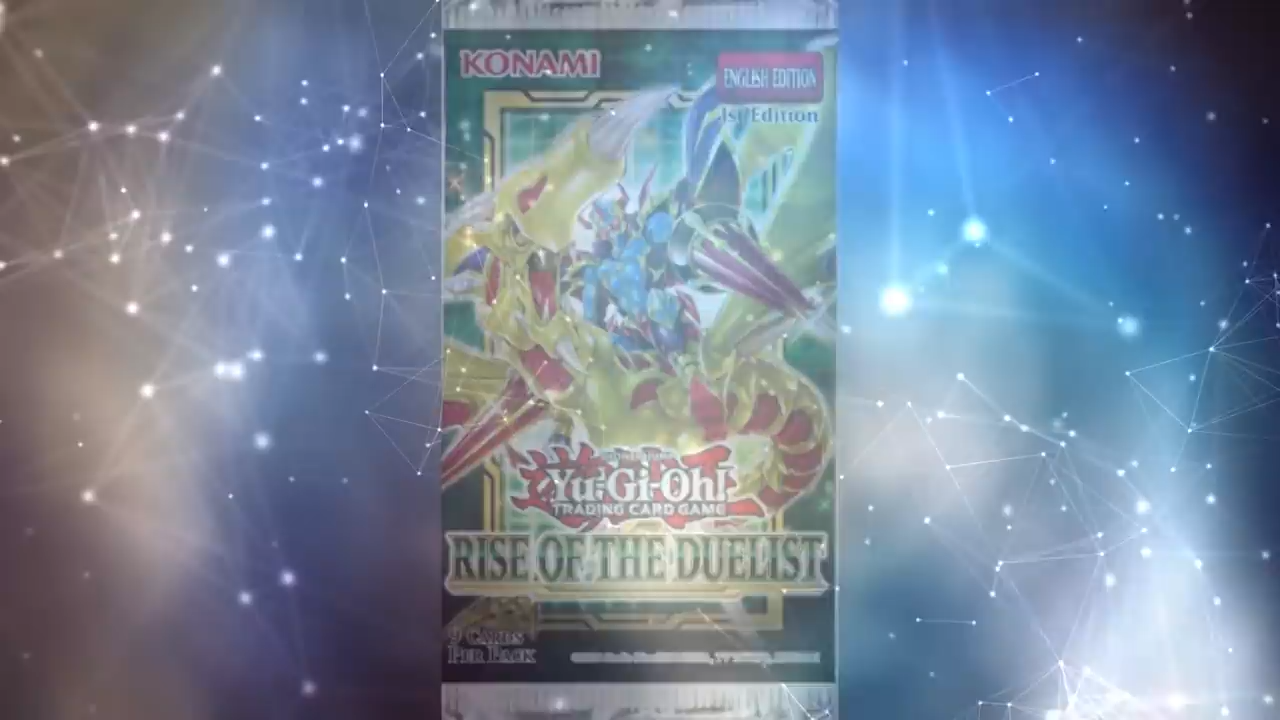 KONAMI
ENGLISH EDITION
1st Edition
Yu-Gi-Oh!
TRADING CARD GAME
RISE OF THE DUELIST
9 CARDS
PER PACK